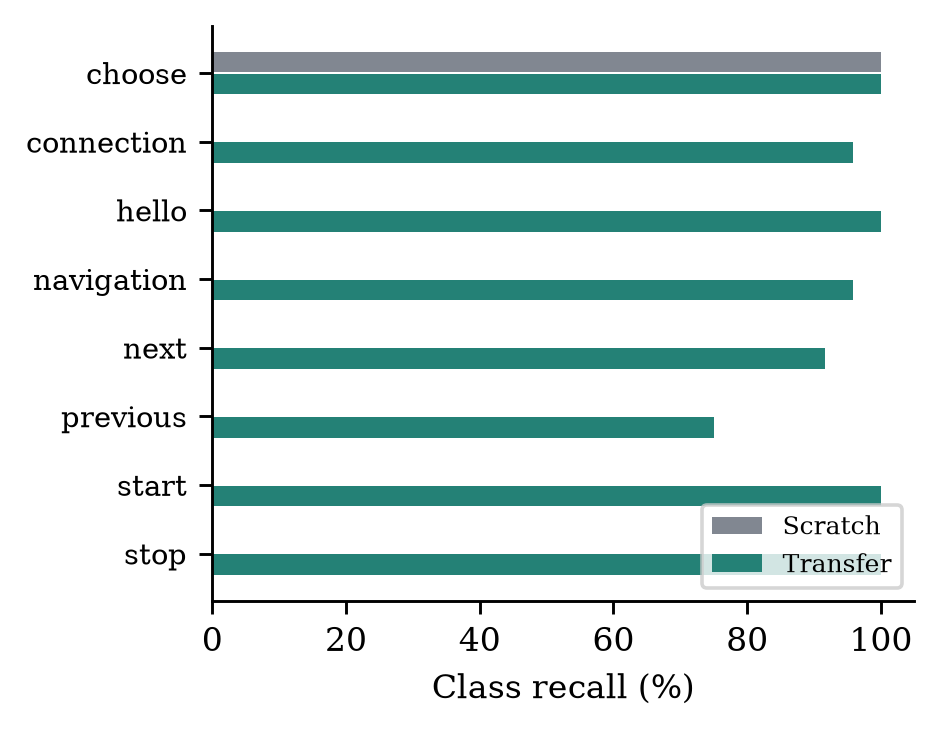 choose
connection
hello
navigation
next
previous
start
stop
Scratch
Transfer
0 20 40 60 80 100
Class recall (%)